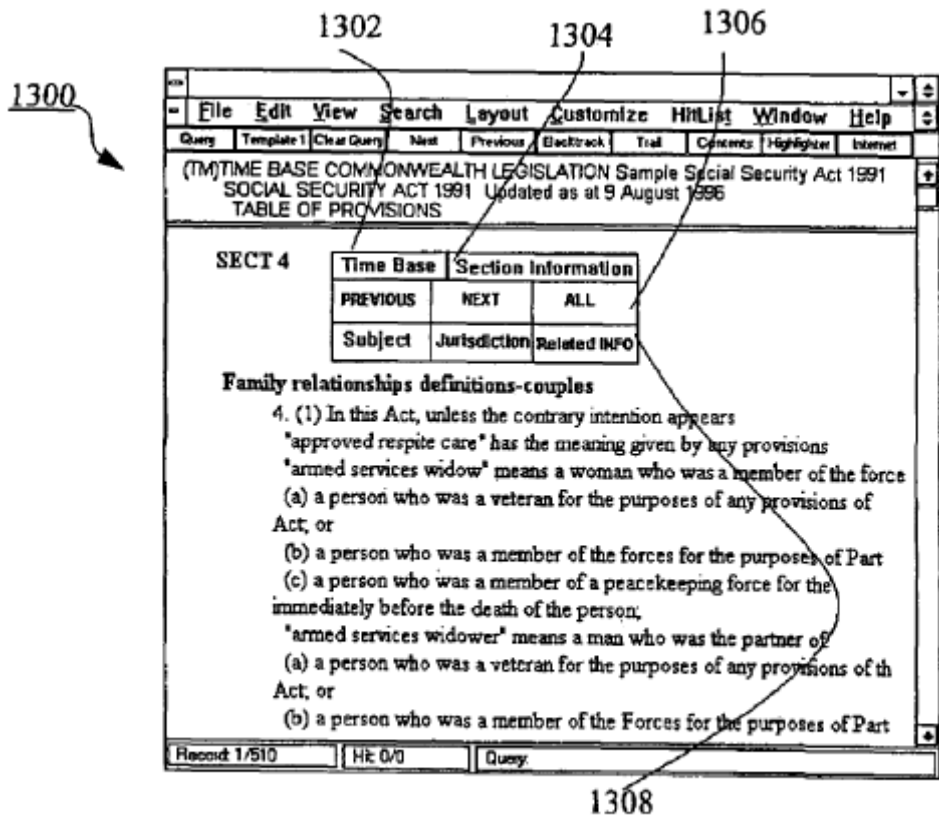 1302 1304 1306
1300
File Edit View Search Layout Customize HitList Window Help
Query Template 1 Clear Query Next Previous Backtrack Trail Contents Highlighter Internet
(TM)TIME BASE COMMONWEALTH LEGISLATION Sample Social Security Act 1991
SOCIAL SECURITY ACT 1991 Updated as at 9 August 1996
TABLE OF PROVISIONS
SECT 4 Time Base Section Information
PREVIOUS NEXT ALL
Subject Jurisdiction Related INFO
Family relationships definitions-couples
4. (1) In this Act, unless the contrary intention appears
"approved respite care" has the meaning given by any provisions
"armed services widow" means a woman who was a member of the force
(a) a person who was a veteran for the purposes of any provisions of
Act; or
(b) a person who was a member of the forces for the purposes of Part
(c) a person who was a member of a peacekeeping force for the
immediately before the death of the person;
"armed services widower" means a man who was the partner of
(a) a person who was a veteran for the purposes of any provisions of th
Act; or
(b) a person who was a member of the Forces for the purposes of Part
Record: 1/510 Hit: 0/0 Query:
1308